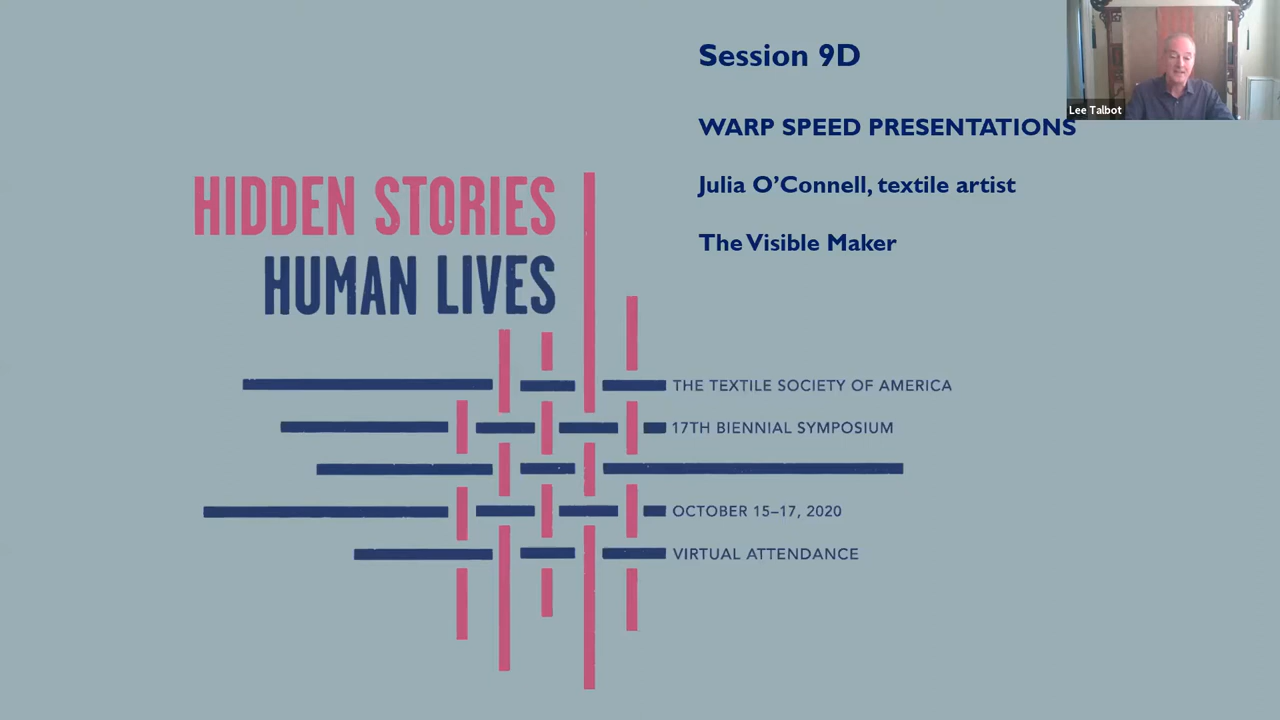 Session 9D
Lee Talbot
WARP SPEED PRESENTATIONS
Julia O’Connell, textile artist
The Visible Maker
HIDDEN STORIES
HUMAN LIVES
THE TEXTILE SOCIETY OF AMERICA
17TH BIENNIAL SYMPOSIUM
OCTOBER 15–17, 2020
VIRTUAL ATTENDANCE